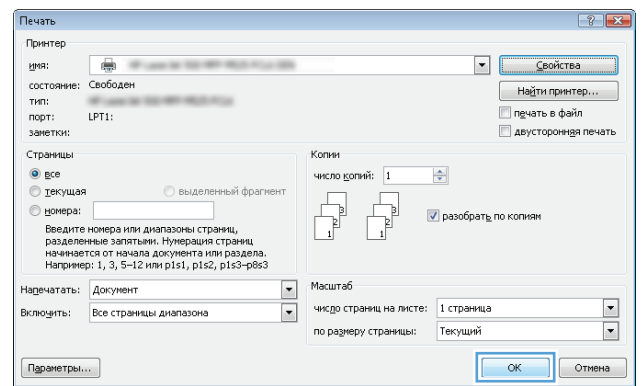 Печать
Принтер
имя:
Свойства
состояние: Свободен
Найти принтер...
тип:
порт: LPT1:
печать в файл
заметки:
двусторонняя печать
Страницы
все
текущая
выделенный фрагмент
номера:
Введите номера или диапазоны страниц,
разделенные запятыми. Нумерация страниц
начинается от начала документа или раздела.
Например: 1, 3, 5–12 или p1s1, p1s2, p1s3–p8s3
Копии
число копий: 1
разобрать по копиям
Напечатать: Документ
Включить: Все страницы диапазона
Масштаб
число страниц на листе: 1 страница
по размеру страницы: Текущий
Параметры...
ОК
Отмена